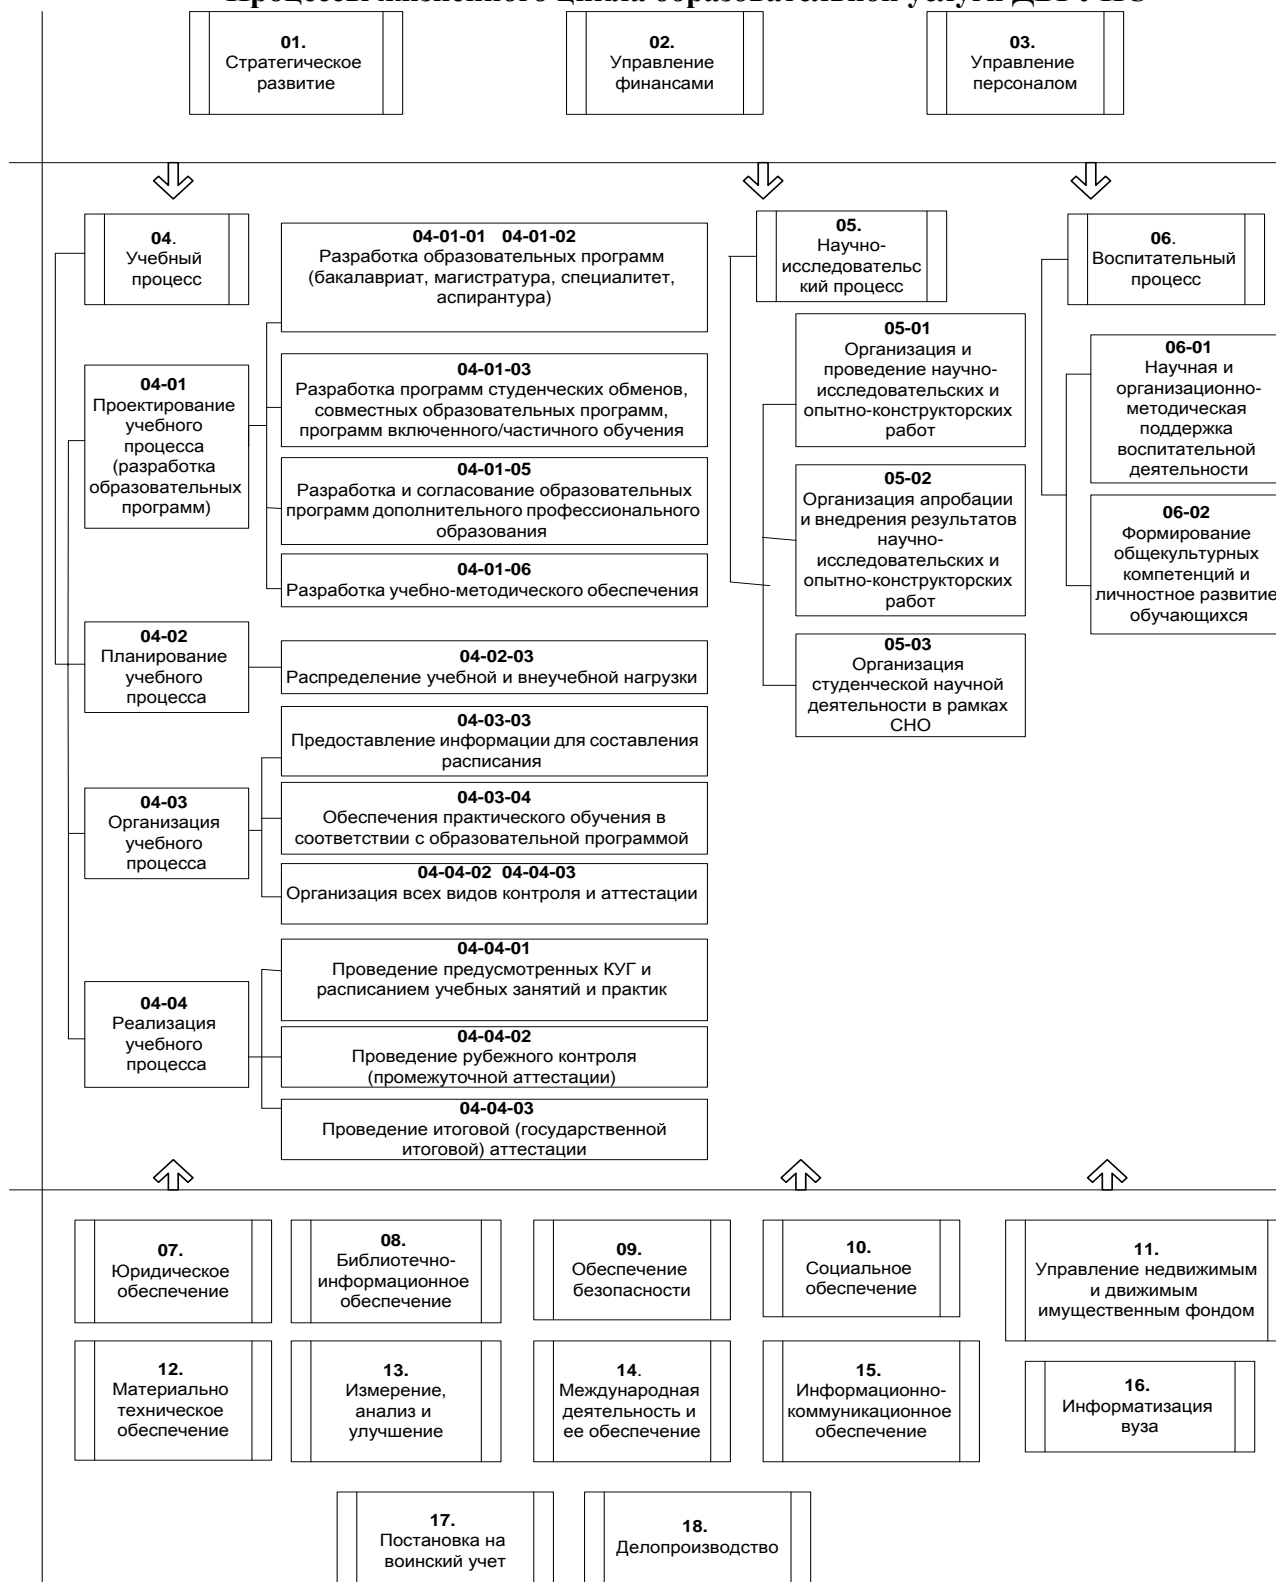 Процессы жизненного цикла образовательной услуги ДВГУПС
01.
Стратегическое
развитие
02.
Управление
финансами
03.
Управление
персоналом
04.
Учебный
процесс
04-01-01   04-01-02
Разработка образовательных программ
(бакалавриат, магистратура, специалитет,
аспирантура)
04-01
Проектирование
учебного
процесса
(разработка
образовательных
программ)
04-01-03
Разработка программ студенческих обменов,
совместных образовательных программ,
программ включенного/частичного обучения
04-01-05
Разработка и согласование образовательных
программ дополнительного профессионального
образования
04-01-06
Разработка учебно-методического обеспечения
04-02
Планирование
учебного
процесса
04-02-03
Распределение учебной и внеучебной нагрузки
04-03-03
Предоставление информации для составления
расписания
04-03
Организация
учебного
процесса
04-03-04
Обеспечения практического обучения в
соответствии с образовательной программой
04-04-02  04-04-03
Организация всех видов контроля и аттестации
04-04-01
Проведение предусмотренных КУГ и
расписанием учебных занятий и практик
04-04
Реализация
учебного
процесса
04-04-02
Проведение рубежного контроля
(промежуточной аттестации)
04-04-03
Проведение итоговой (государственной
итоговой) аттестации
05.
Научно-
исследовательс
кий процесс
05-01
Организация и
проведение научно-
исследовательских и
опытно-конструкторских
работ
05-02
Организация апробации
и внедрения результатов
научно-
исследовательских и
опытно-конструкторских
работ
05-03
Организация
студенческой научной
деятельности в рамках
СНО
06.
Воспитательный
процесс
06-01
Научная и
организационно-
методическая
поддержка
воспитательной
деятельности
06-02
Формирование
общекультурных
компетенций и
личностное развитие
обучающихся
07.
Юридическое
обеспечение
08.
Библиотечно-
информационное
обеспечение
09.
Обеспечение
безопасности
10.
Социальное
обеспечение
11.
Управление недвижимым
и движимым
имущественным фондом
12.
Материально
техническое
обеспечение
13.
Измерение,
анализ и
улучшение
14.
Международная
деятельность и
ее обеспечение
15.
Информационно-
коммуникационное
обеспечение
16.
Информатизация
вуза
17.
Постановка на
воинский учет
18.
Делопроизводство